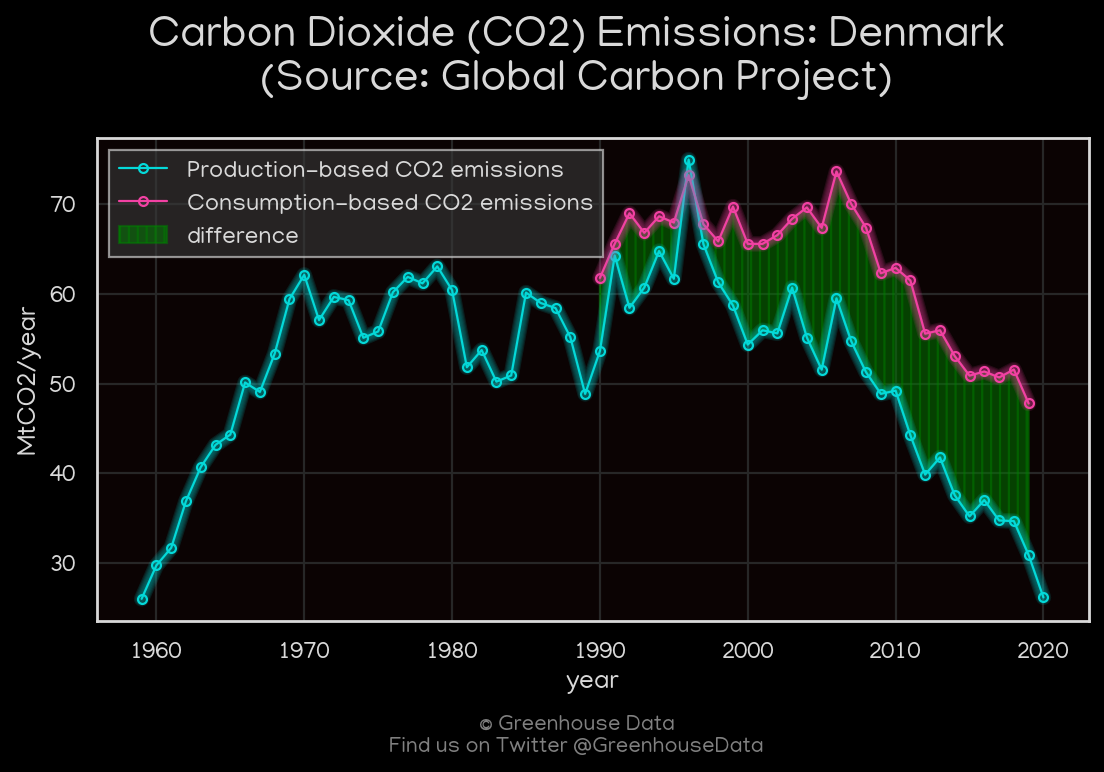 Carbon Dioxide (CO2) Emissions: Denmark
(Source: Global Carbon Project)
Production-based CO2 emissions
Consumption-based CO2 emissions
difference
MtCO2/year
70
60
50
40
30
1960 1970 1980 1990 2000 2010 2020
year
© Greenhouse Data
Find us on Twitter @GreenhouseData